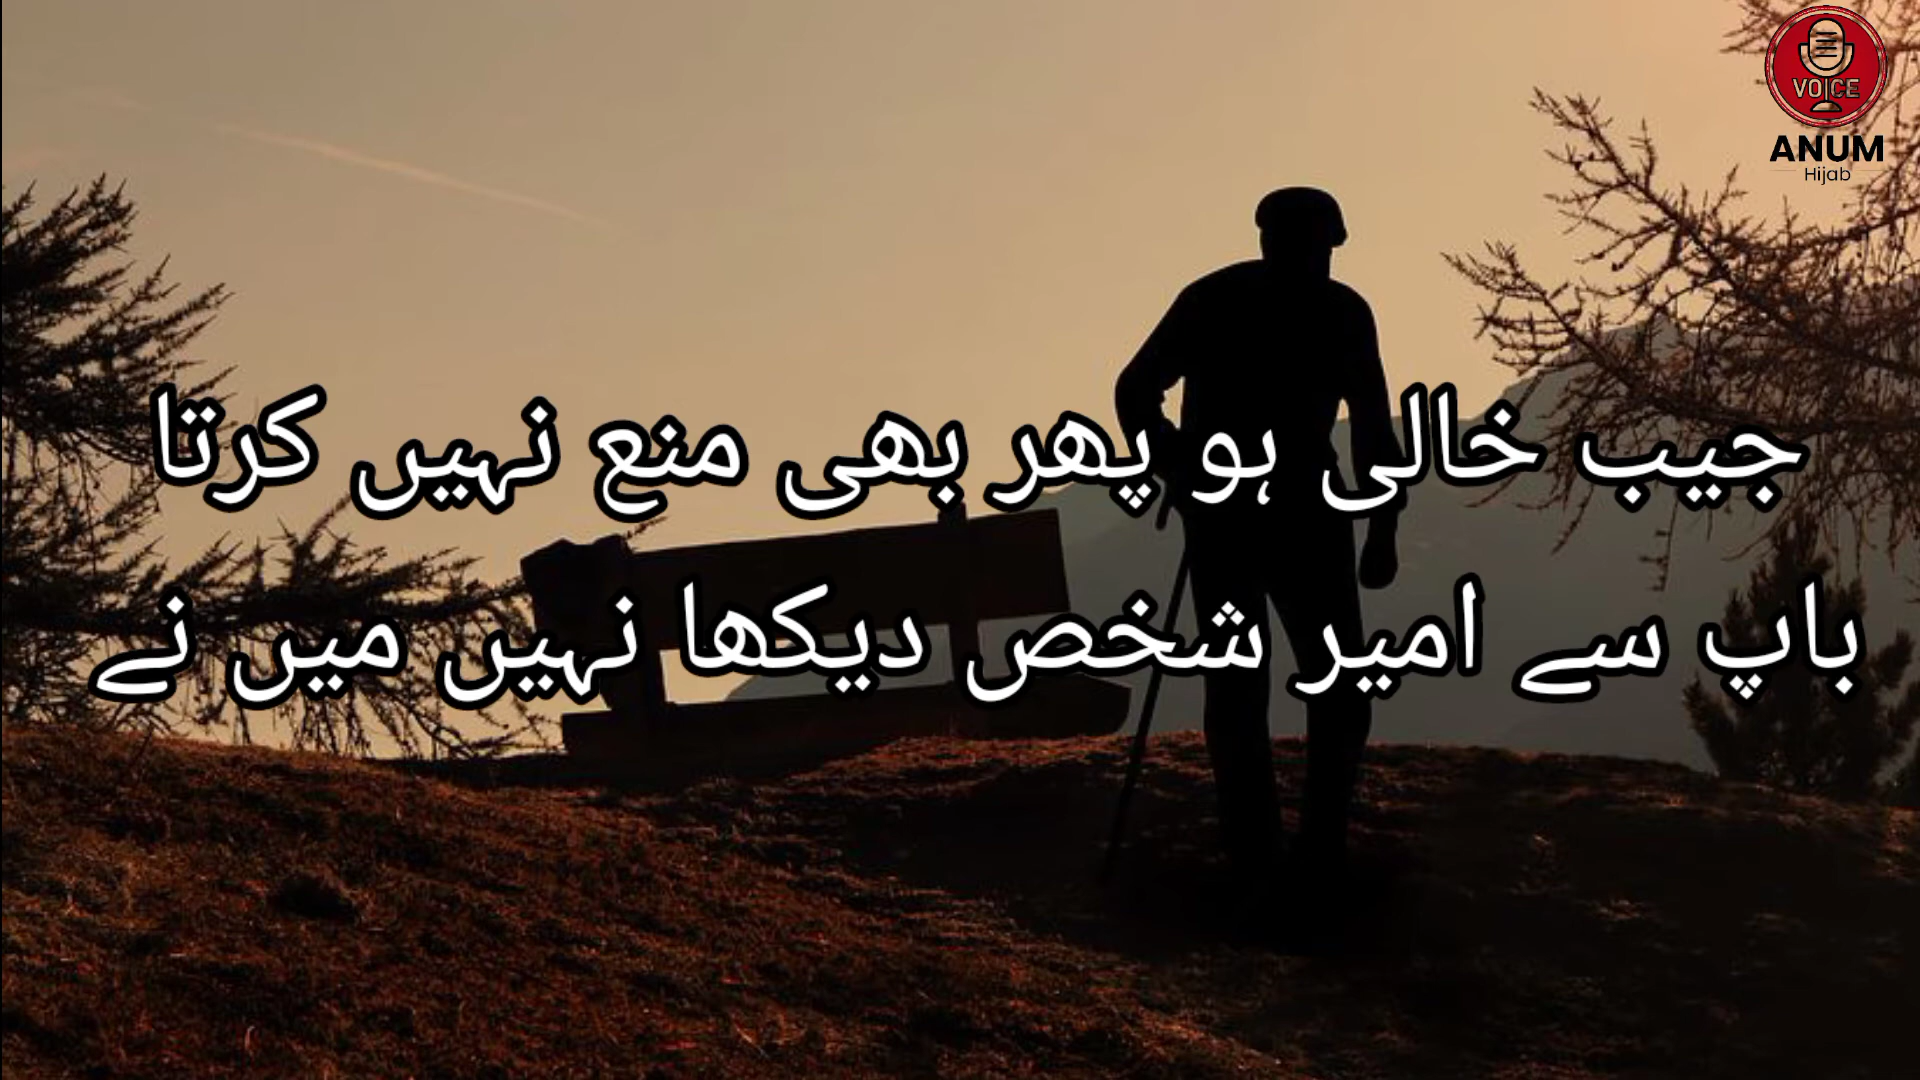 VOICE
ANUM
Hijab
جیب خالی ہو پھر بھی منع نہیں کرتا
باپ سے امیر شخص دیکھا نہیں میں نے